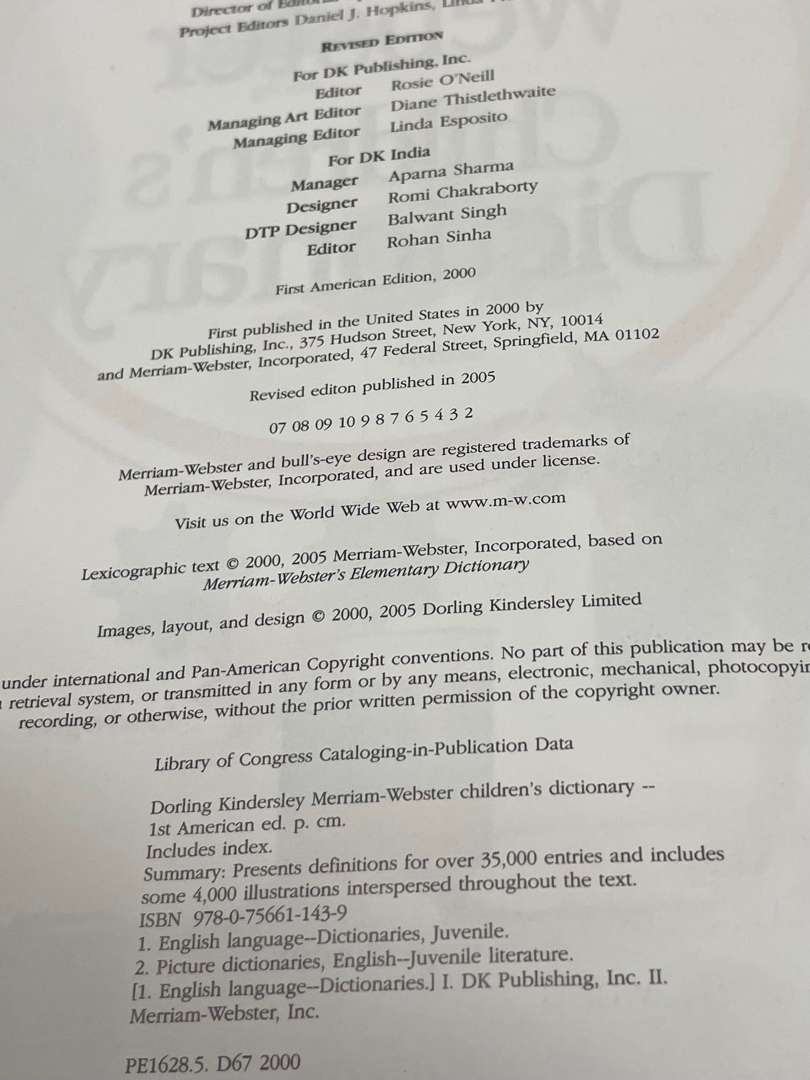 Director of
Project Editors Daniel J. Hopkins, Linda
REVISED EDITION
For DK Publishing, Inc.
Editor Rosie O'Neill
Managing Art Editor Diane Thistlethwaite
Managing Editor Linda Esposito
For DK India
Manager Aparna Sharma
Designer Romi Chakraborty
DTP Designer Balwant Singh
Editor Rohan Sinha
First American Edition, 2000
First published in the United States in 2000 by
DK Publishing, Inc., 375 Hudson Street, New York, NY, 10014
and Merriam-Webster, Incorporated, 47 Federal Street, Springfield, MA 01102
Revised editon published in 2005
07 08 09 10 9 8 7 6 5 4 3 2
Merriam-Webster and bull's-eye design are registered trademarks of
Merriam-Webster, Incorporated, and are used under license.
Visit us on the World Wide Web at www.m-w.com
Lexicographic text © 2000, 2005 Merriam-Webster, Incorporated, based on
Merriam-Webster's Elementary Dictionary
Images, layout, and design © 2000, 2005 Dorling Kindersley Limited
under international and Pan-American Copyright conventions. No part of this publication may be
retrieval system, or transmitted in any form or by any means, electronic, mechanical,
recording, or otherwise, without the prior written permission of the copyright owner.
Library of Congress Cataloging-in-Publication Data
Dorling Kindersley Merriam-Webster children's dictionary --
1st American ed. p. cm.
Includes index.
Summary: Presents definitions for over 35,000 entries and includes
some 4,000 illustrations interspersed throughout the text.
ISBN 978-0-75661-143-9
1. English language--Dictionaries, Juvenile.
2. Picture dictionaries, English--Juvenile literature.
[1. English language--Dictionaries.] I. DK Publishing, Inc. II.
Merriam-Webster, Inc.
PE1628.5. D67 2000